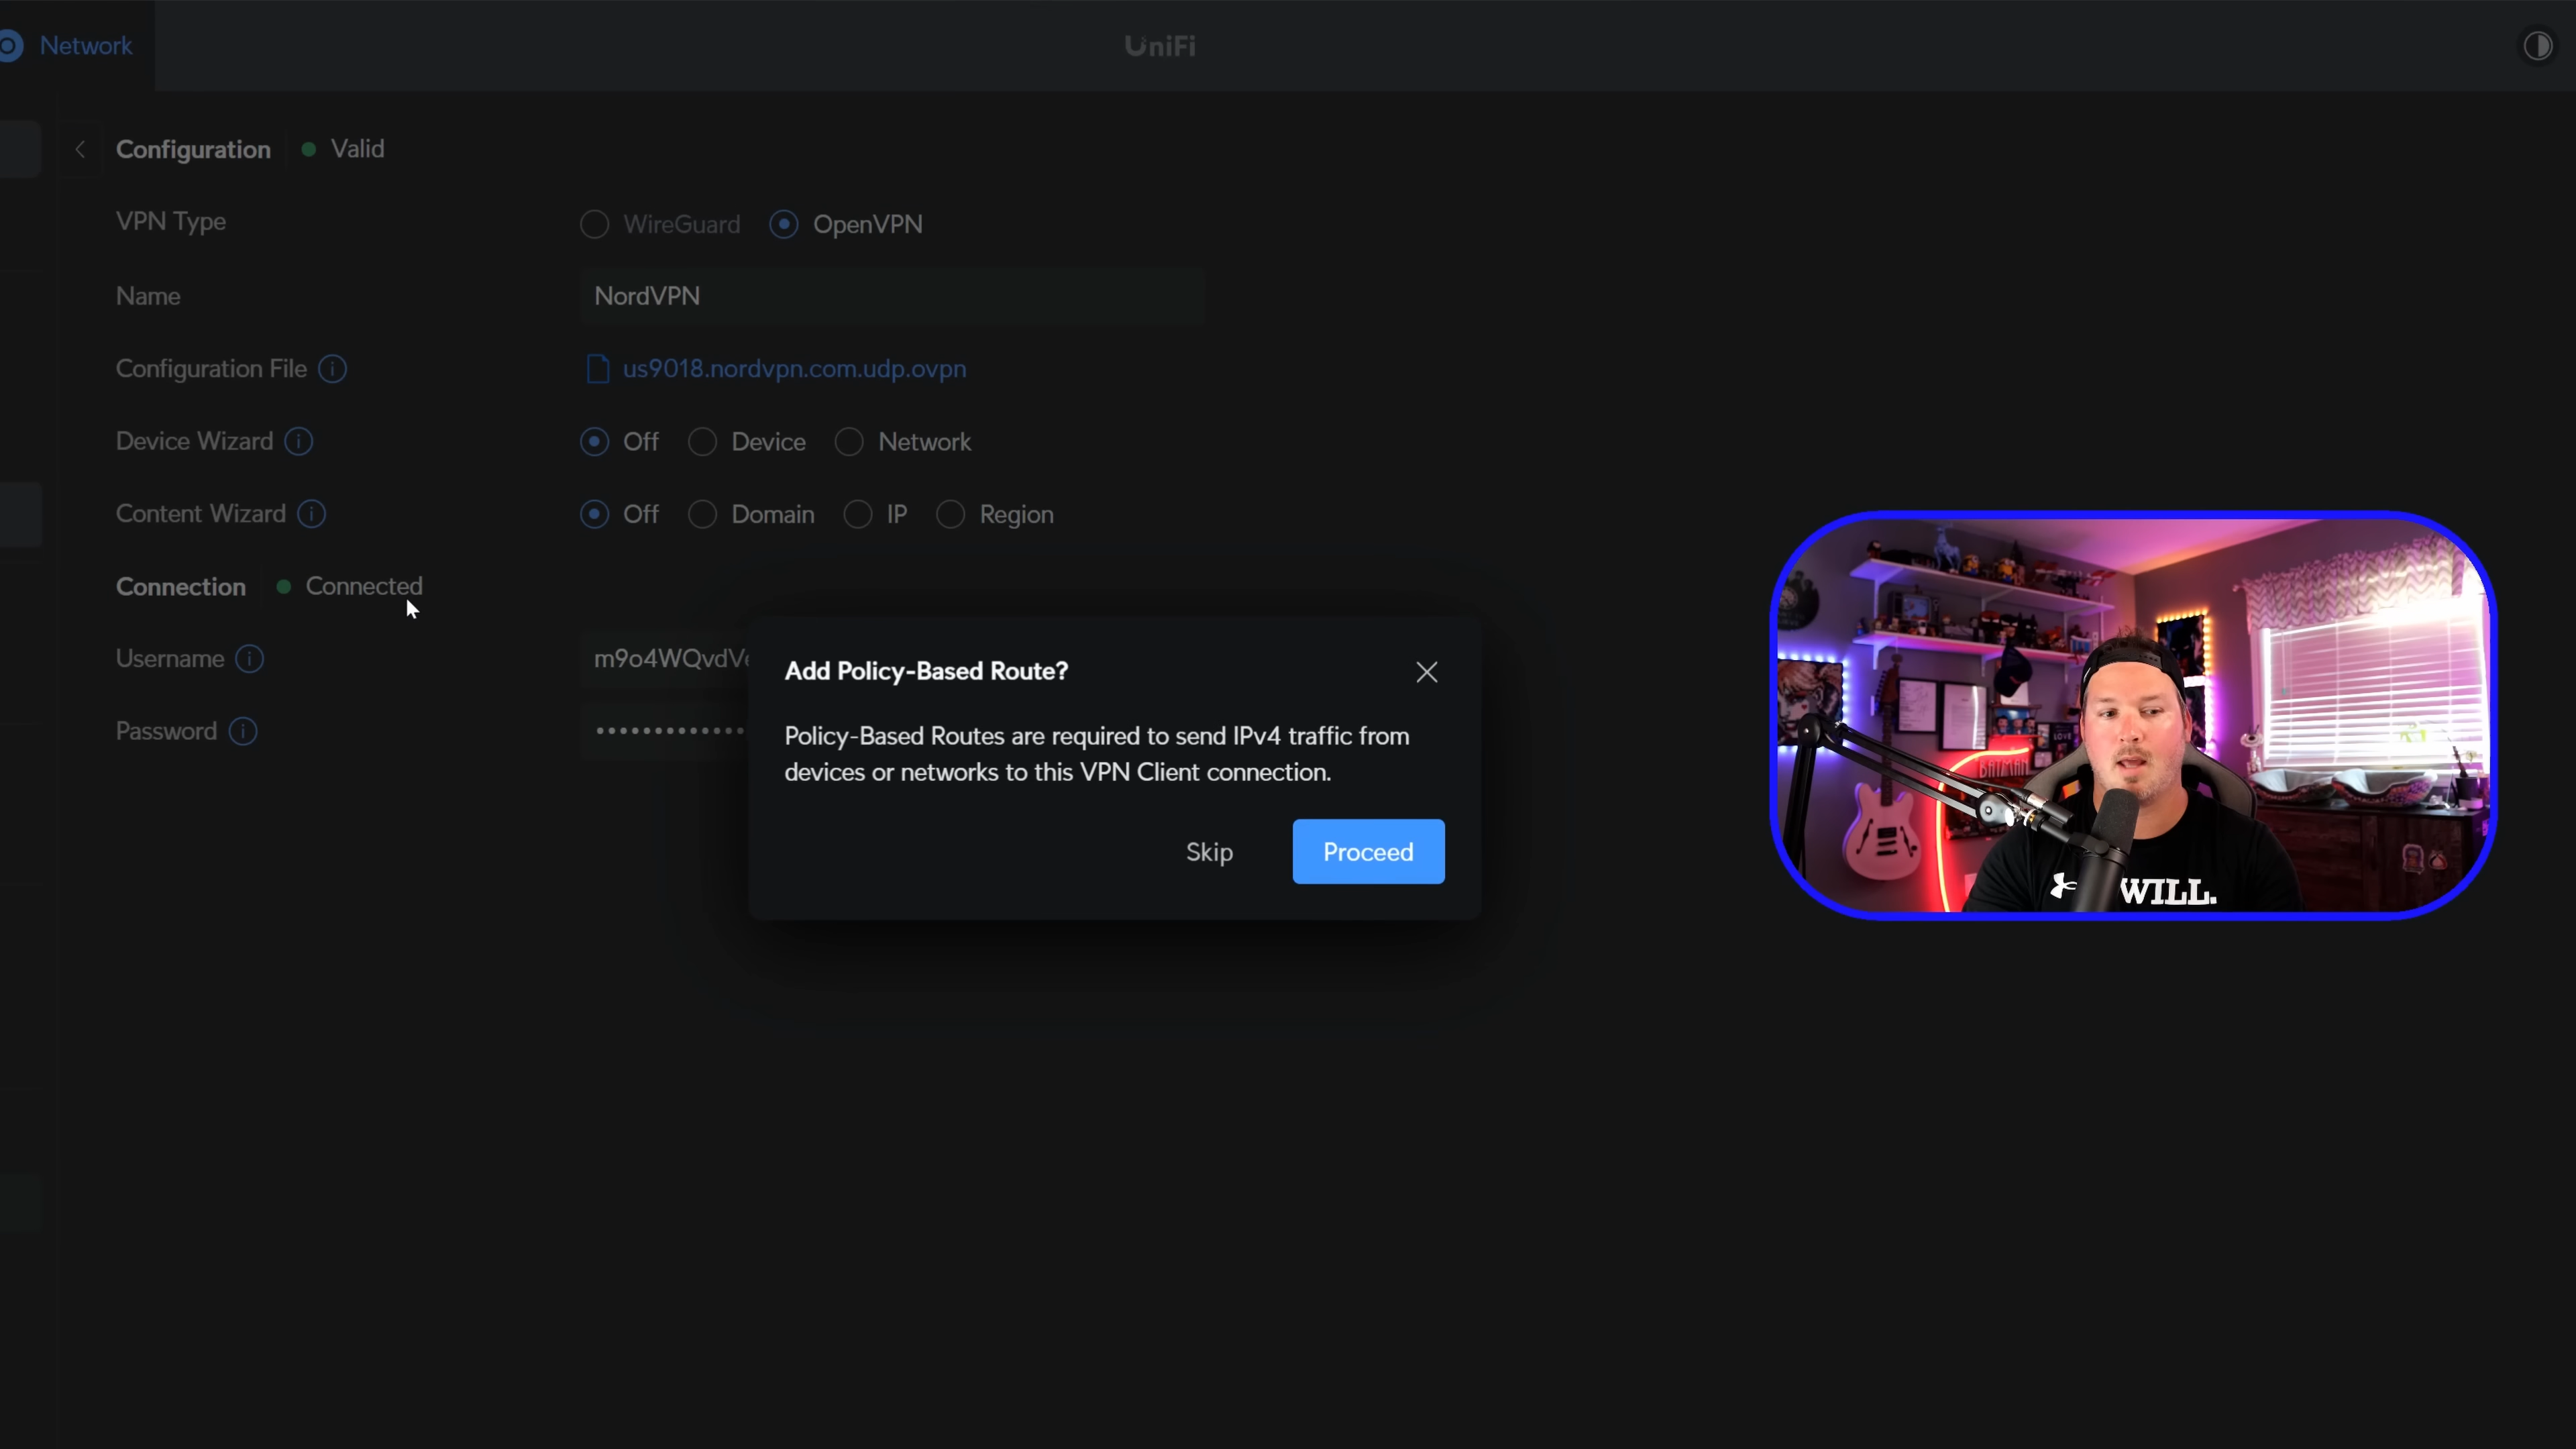 Network
UniFi
Configuration Valid
VPN Type WireGuard OpenVPN
Name NordVPN
Configuration File us9018.nordvpn.com.udp.ovpn
Device Wizard Off Device Network
Content Wizard Off Domain IP Region
Connection Connected
Username
Password
Add Policy-Based Route?
Policy-Based Routes are required to send IPv4 traffic from
devices or networks to this VPN Client connection.
Skip Proceed
BATMAN
LOVE
WILL.